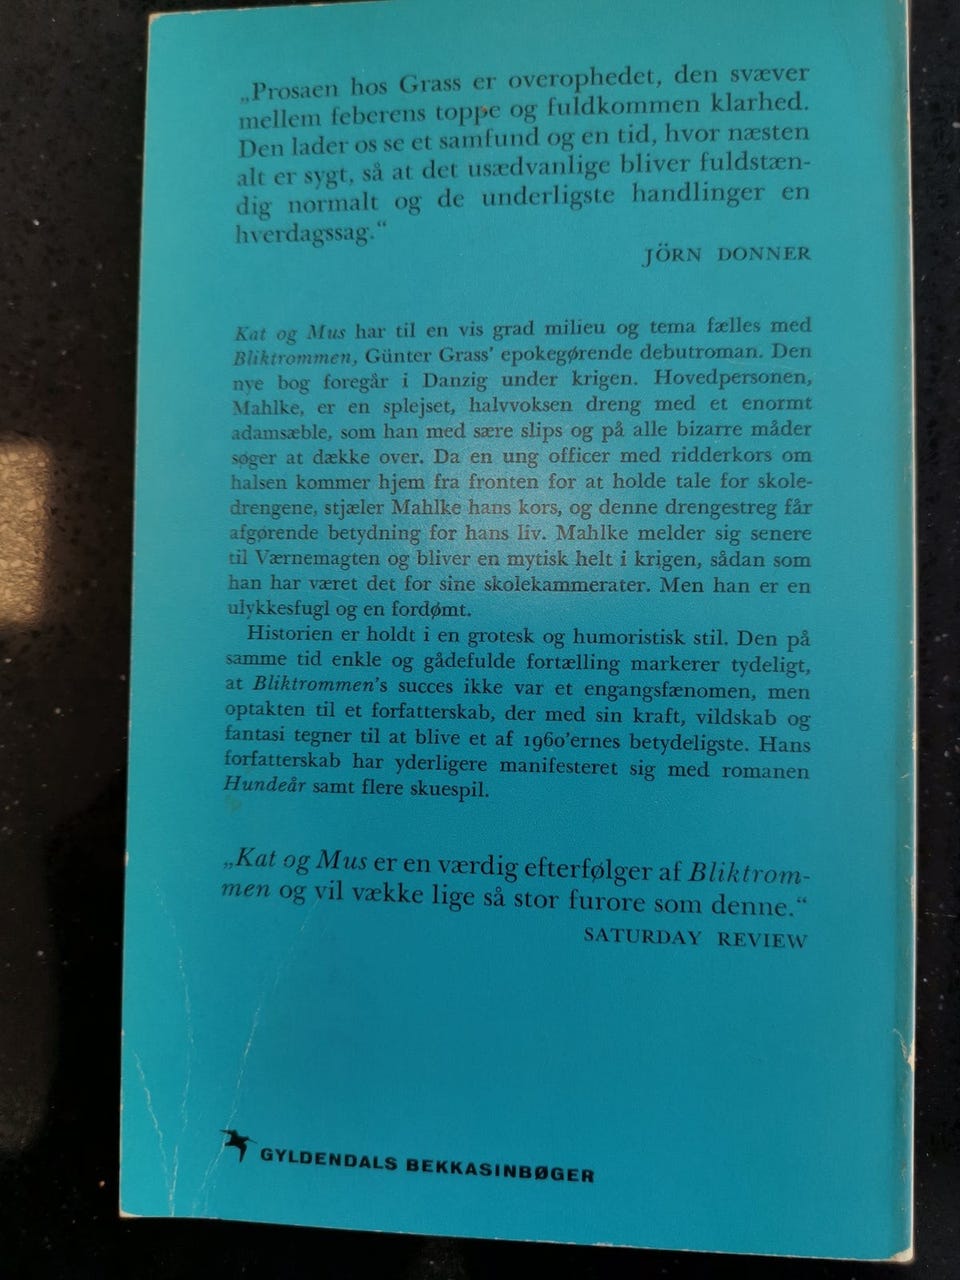 „Prosaen hos Grass er overophedet, den svæver
mellem feberens toppe og fuldkommen klarhed.
Den lader os se et samfund og en tid, hvor næsten
alt er sygt, så at det usædvanlige bliver fuldstæn-
dig normalt og de underligste handlinger en
hverdagssag.“
JÖRN DONNER
Kat og Mus har til en vis grad milieu og tema fælles med
Bliktrommen, Günter Grass’ epokegørende debutroman. Den
nye bog foregår i Danzig under krigen. Hovedpersonen,
Mahlke, er en splejset, halvvoksen dreng med et enormt
adamsæble, som han med sære slips og på alle bizarre måder
søger at dække over. Da en ung officer med ridderkors om
halsen kommer hjem fra fronten for at holde tale for skole-
drengene, stjæler Mahlke hans kors, og denne drengestreg får
afgørende betydning for hans liv. Mahlke melder sig senere
til Værnemagten og bliver en mytisk helt i krigen, sådan som
han har været det for sine skolekammerater. Men han er en
ulykkesfugl og en fordømt.
Historien er holdt i en grotesk og humoristisk stil. Den på
samme tid enkle og gådefulde fortælling markerer tydeligt,
at Bliktrommen’s succes ikke var et engangsfænomen, men
optakten til et forfatterskab, der med sin kraft, vildskab og
fantasi tegner til at blive et af 1960’ernes betydeligste. Hans
forfatterskab har yderligere manifesteret sig med romanen
Hundeår samt flere skuespil.
„Kat og Mus er en værdig efterfølger af Bliktrom-
men og vil vække lige så stor furore som denne.“
SATURDAY REVIEW
GYLDENDALS BEKKASINBØGER